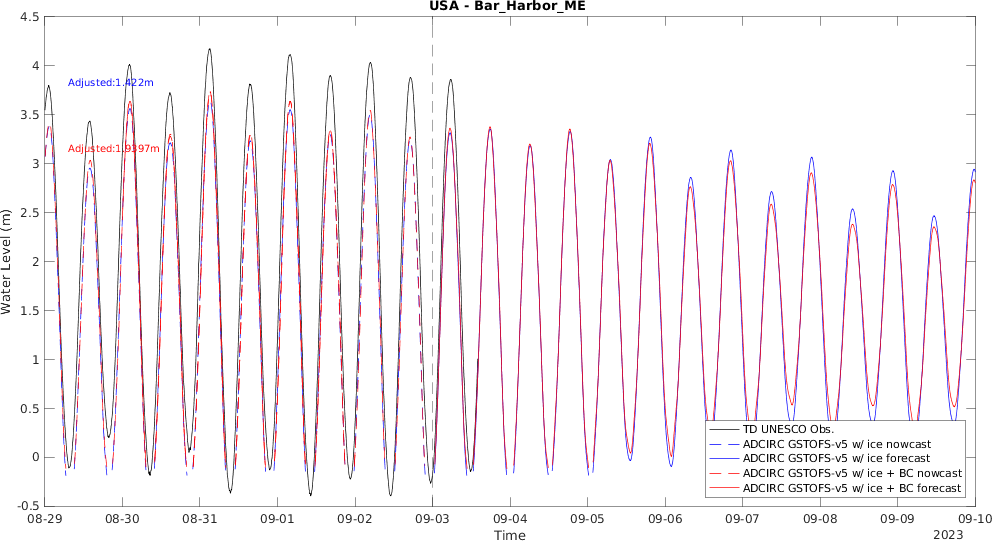 USA - Bar_Harbor_ME
4.5
4
3.5
3
2.5
2
1.5
1
0.5
0
-0.5
Water Level (m)
Adjusted:1.422m
Adjusted:1.9397m
TD UNESCO Obs.
ADCIRC GSTOFS-v5 w/ ice nowcast
ADCIRC GSTOFS-v5 w/ ice forecast
ADCIRC GSTOFS-v5 w/ ice + BC nowcast
ADCIRC GSTOFS-v5 w/ ice + BC forecast
08-29 08-30 08-31 09-01 09-02 09-03 09-04 09-05 09-06 09-07 09-08 09-09 09-10
Time
2023